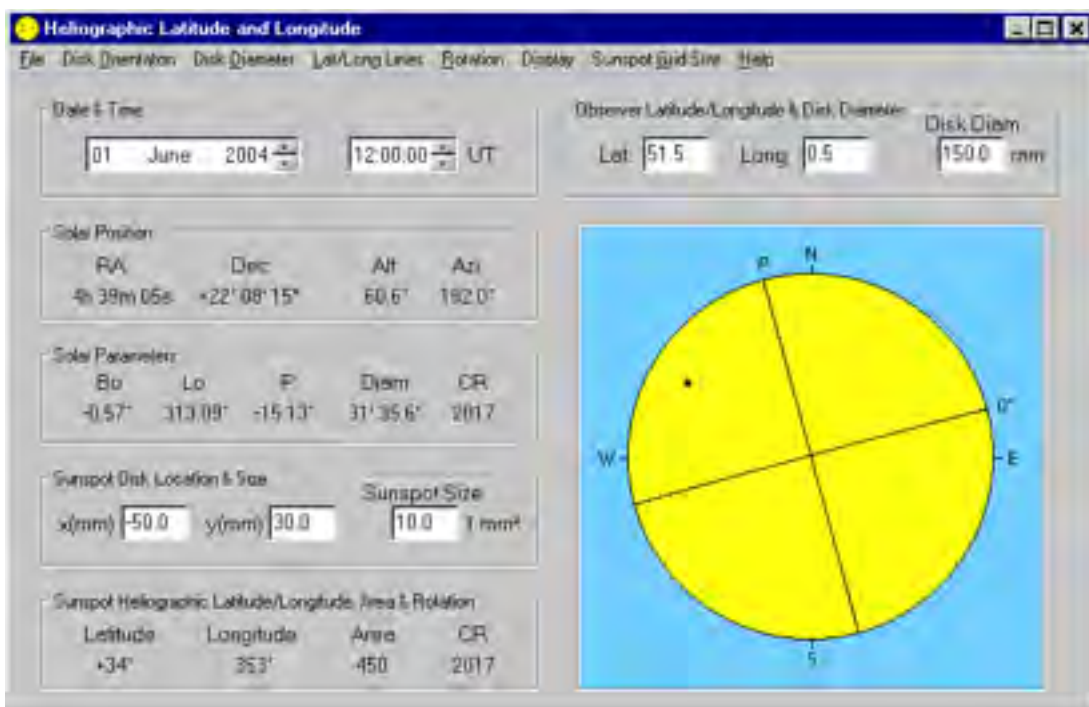 Heliographic Latitude and Longitude
File Disk Orientation Disk Diameter Lat/Long Lines Rotation Display Sunspot Grid Size Help
Date & Time
01 June 2004 12:00:00 UT
Observer Latitude/Longitude & Disk Diameter
Disk Diam
Lat: 51.5 Long: 0.5 150.0 mm
Solar Position
RA Dec Alt Azi
4h 39m 05s +22° 08' 15" 60.6° 192.0°
Solar Parameters
Bo Lo P Diam CR
-0.57° 313.09° -15.13° 31' 35.6" 2017
Sunspot Disk Location & Size
Sunspot Size
x(mm) -50.0 y(mm) 30.0 10.0 mm²
Sunspot Heliographic Latitude/Longitude, Area & Rotation
Latitude Longitude Area CR
+34° 353° 450 2017
P N
0°
W E
S